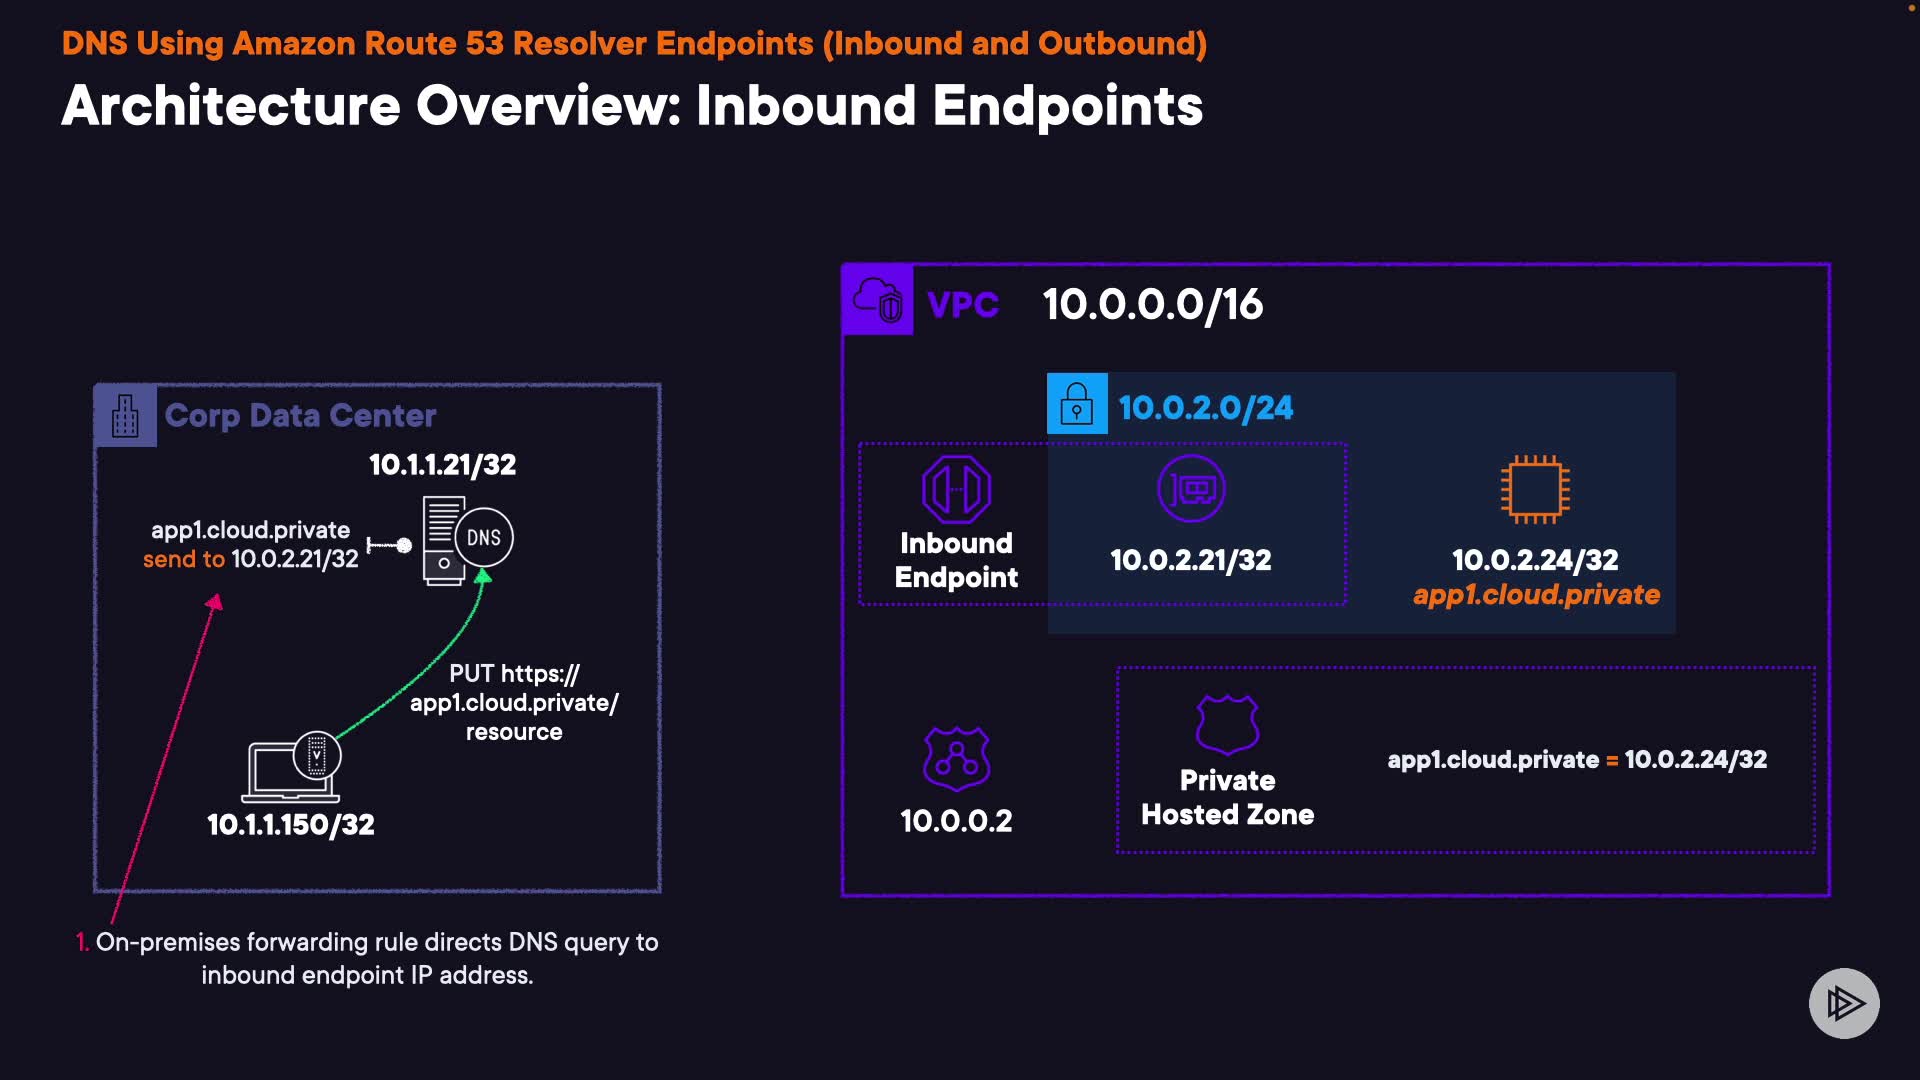 DNS Using Amazon Route 53 Resolver Endpoints (Inbound and Outbound)
Architecture Overview: Inbound Endpoints
VPC
10.0.0.0/16
10.0.2.0/24
Corp Data Center
10.1.1.21/32
app1.cloud.private
send to 10.0.2.21/32
DNS
Inbound
Endpoint
10.0.2.21/32
10.0.2.24/32
app1.cloud.private
PUT https://
app1.cloud.private/
resource
V
10.1.1.150/32
10.0.0.2
Private
Hosted Zone
app1.cloud.private = 10.0.2.24/32
1. On-premises forwarding rule directs DNS query to
inbound endpoint IP address.